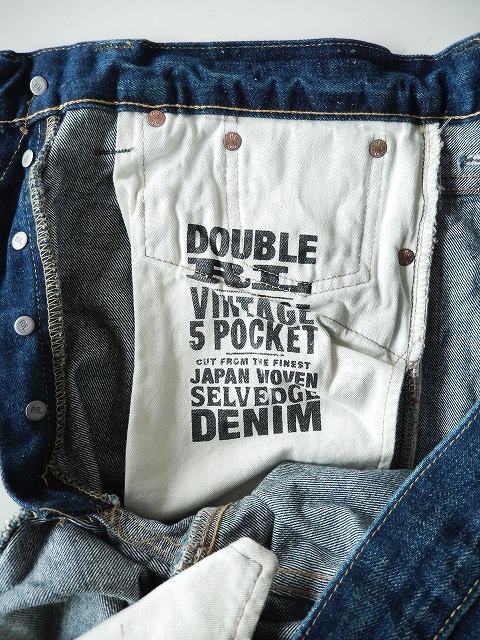 DOUBLE
RL
VINTAGE
5 POCKET
CUT FROM THE FINEST
JAPAN WOVEN
SELVEDGE
DENIM